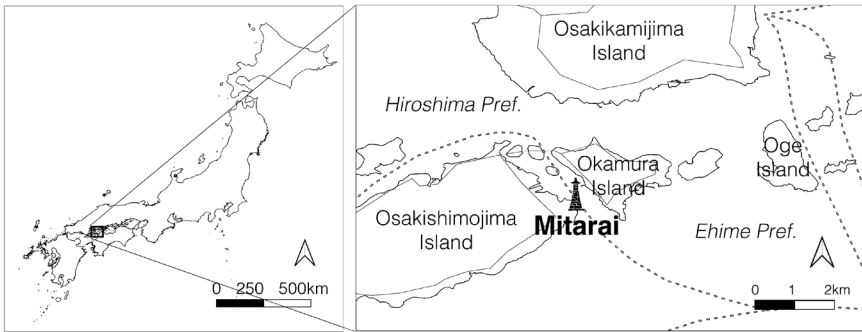 0 250 500km
Osakikamijima
Island
Hiroshima Pref.
Okamura
Island
Oge
Island
Osakishimojima
Island
Mitarai
Ehime Pref.
0 1 2km